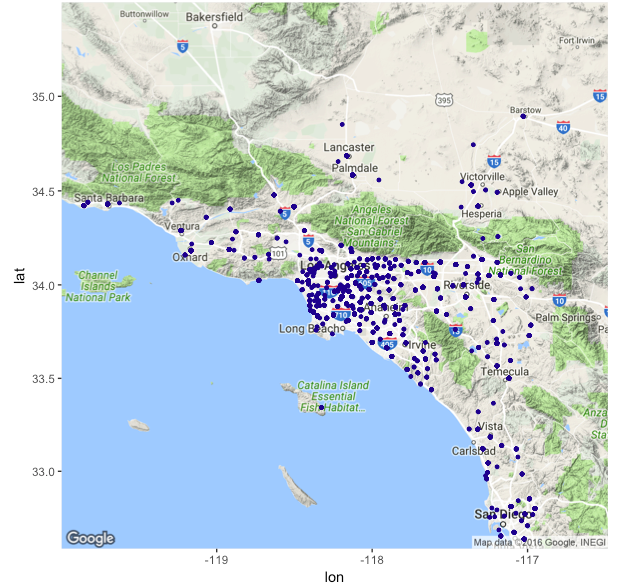 Buttonwillow
Bakersfield
5
Fort Irwin
35.0
395
15
Barstow
40
Lancaster
Los Padres
National Forest
Palmdale
15
Victorville
34.5
Santa Barbara
Apple Valley
5
Angeles
National Forest
San Gabriel
Mountains...
Hesperia
Ventura
5
Oxnard
101
San
Bernardino
National Forest
Los Angeles
10
Channel
Islands
National Park
34.0
Riverside
10
Anaheim
Palm Springs
710
Long Beach
405
Irvine
15
Temecula
Catalina Island
Essential
Fish Habitat...
33.5
Vista
Carlsbad
33.0
San Diego
Google
Map data ©2016 Google, INEGI
-119
-118
-117
lon
lat